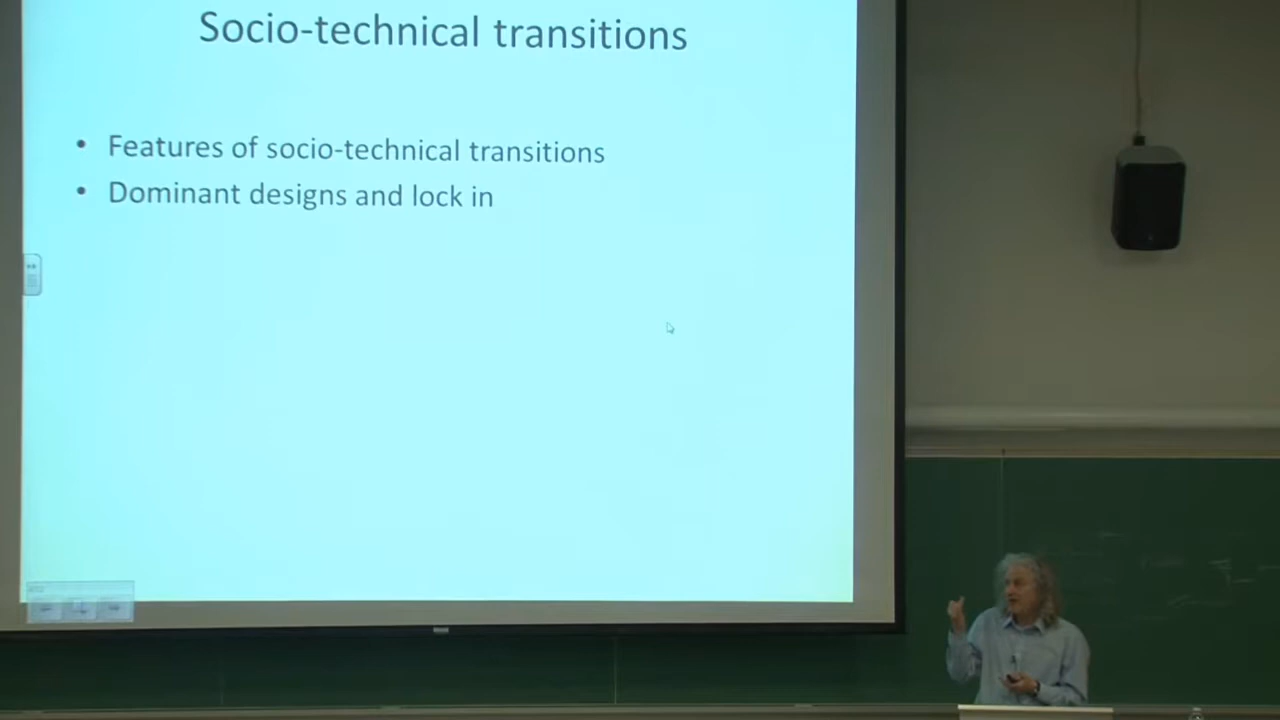 Socio-technical transitions
• Features of socio-technical transitions
• Dominant designs and lock in